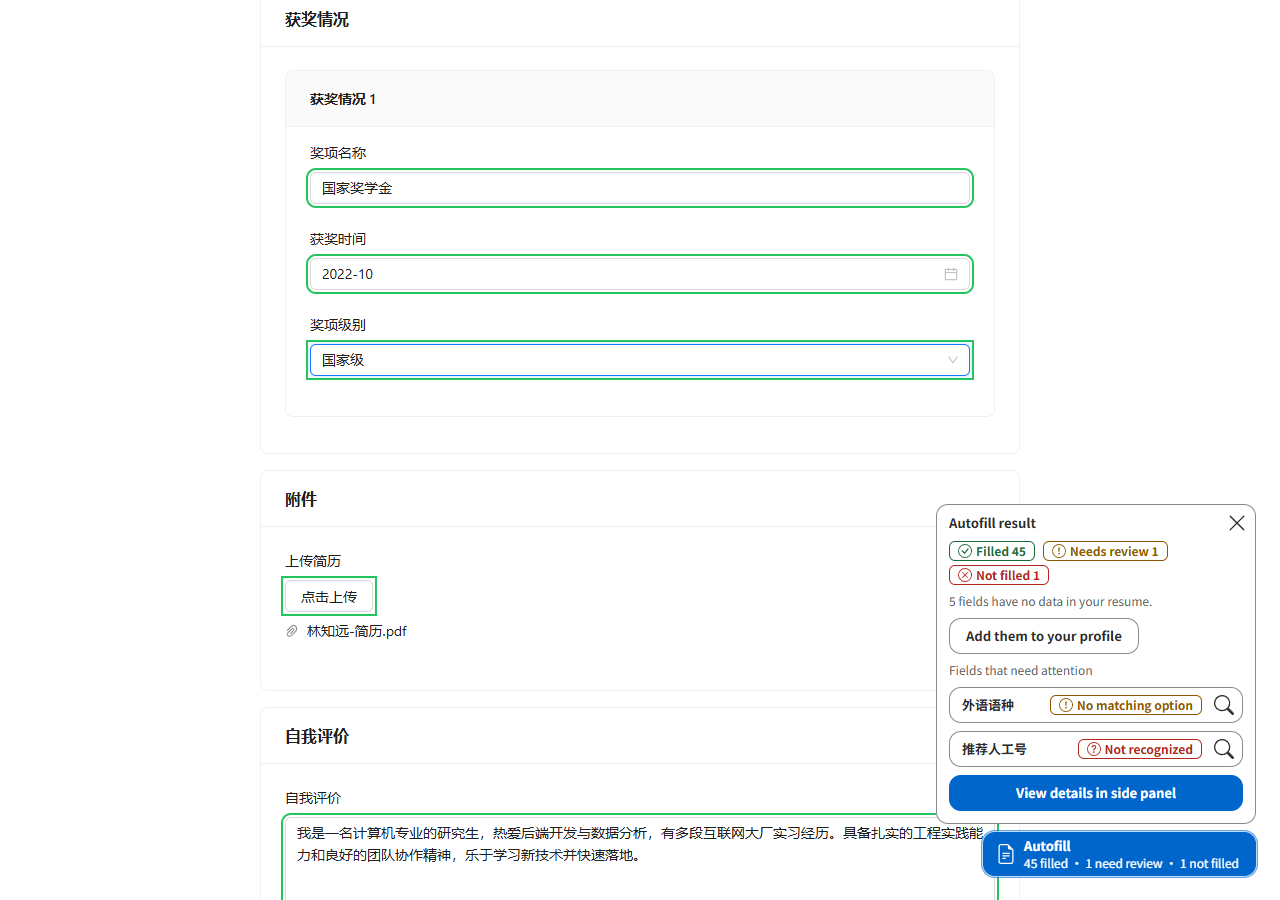 获奖情况
获奖情况 1
奖项名称
国家奖学金
获奖时间
2022-10
奖项级别
国家级
附件
上传简历
点击上传
林知远-简历.pdf
自我评价
自我评价
我是一名计算机专业的研究生，热爱后端开发与数据分析，有多段互联网大厂实习经历。具备扎实的工程实践能
力和良好的团队协作精神，乐于学习新技术并快速落地。
Autofill result
Filled 45
Needs review 1
Not filled 1
5 fields have no data in your resume.
Add them to your profile
Fields that need attention
外语语种 No matching option
推荐人工号 Not recognized
View details in side panel
Autofill
45 filled • 1 need review • 1 not filled